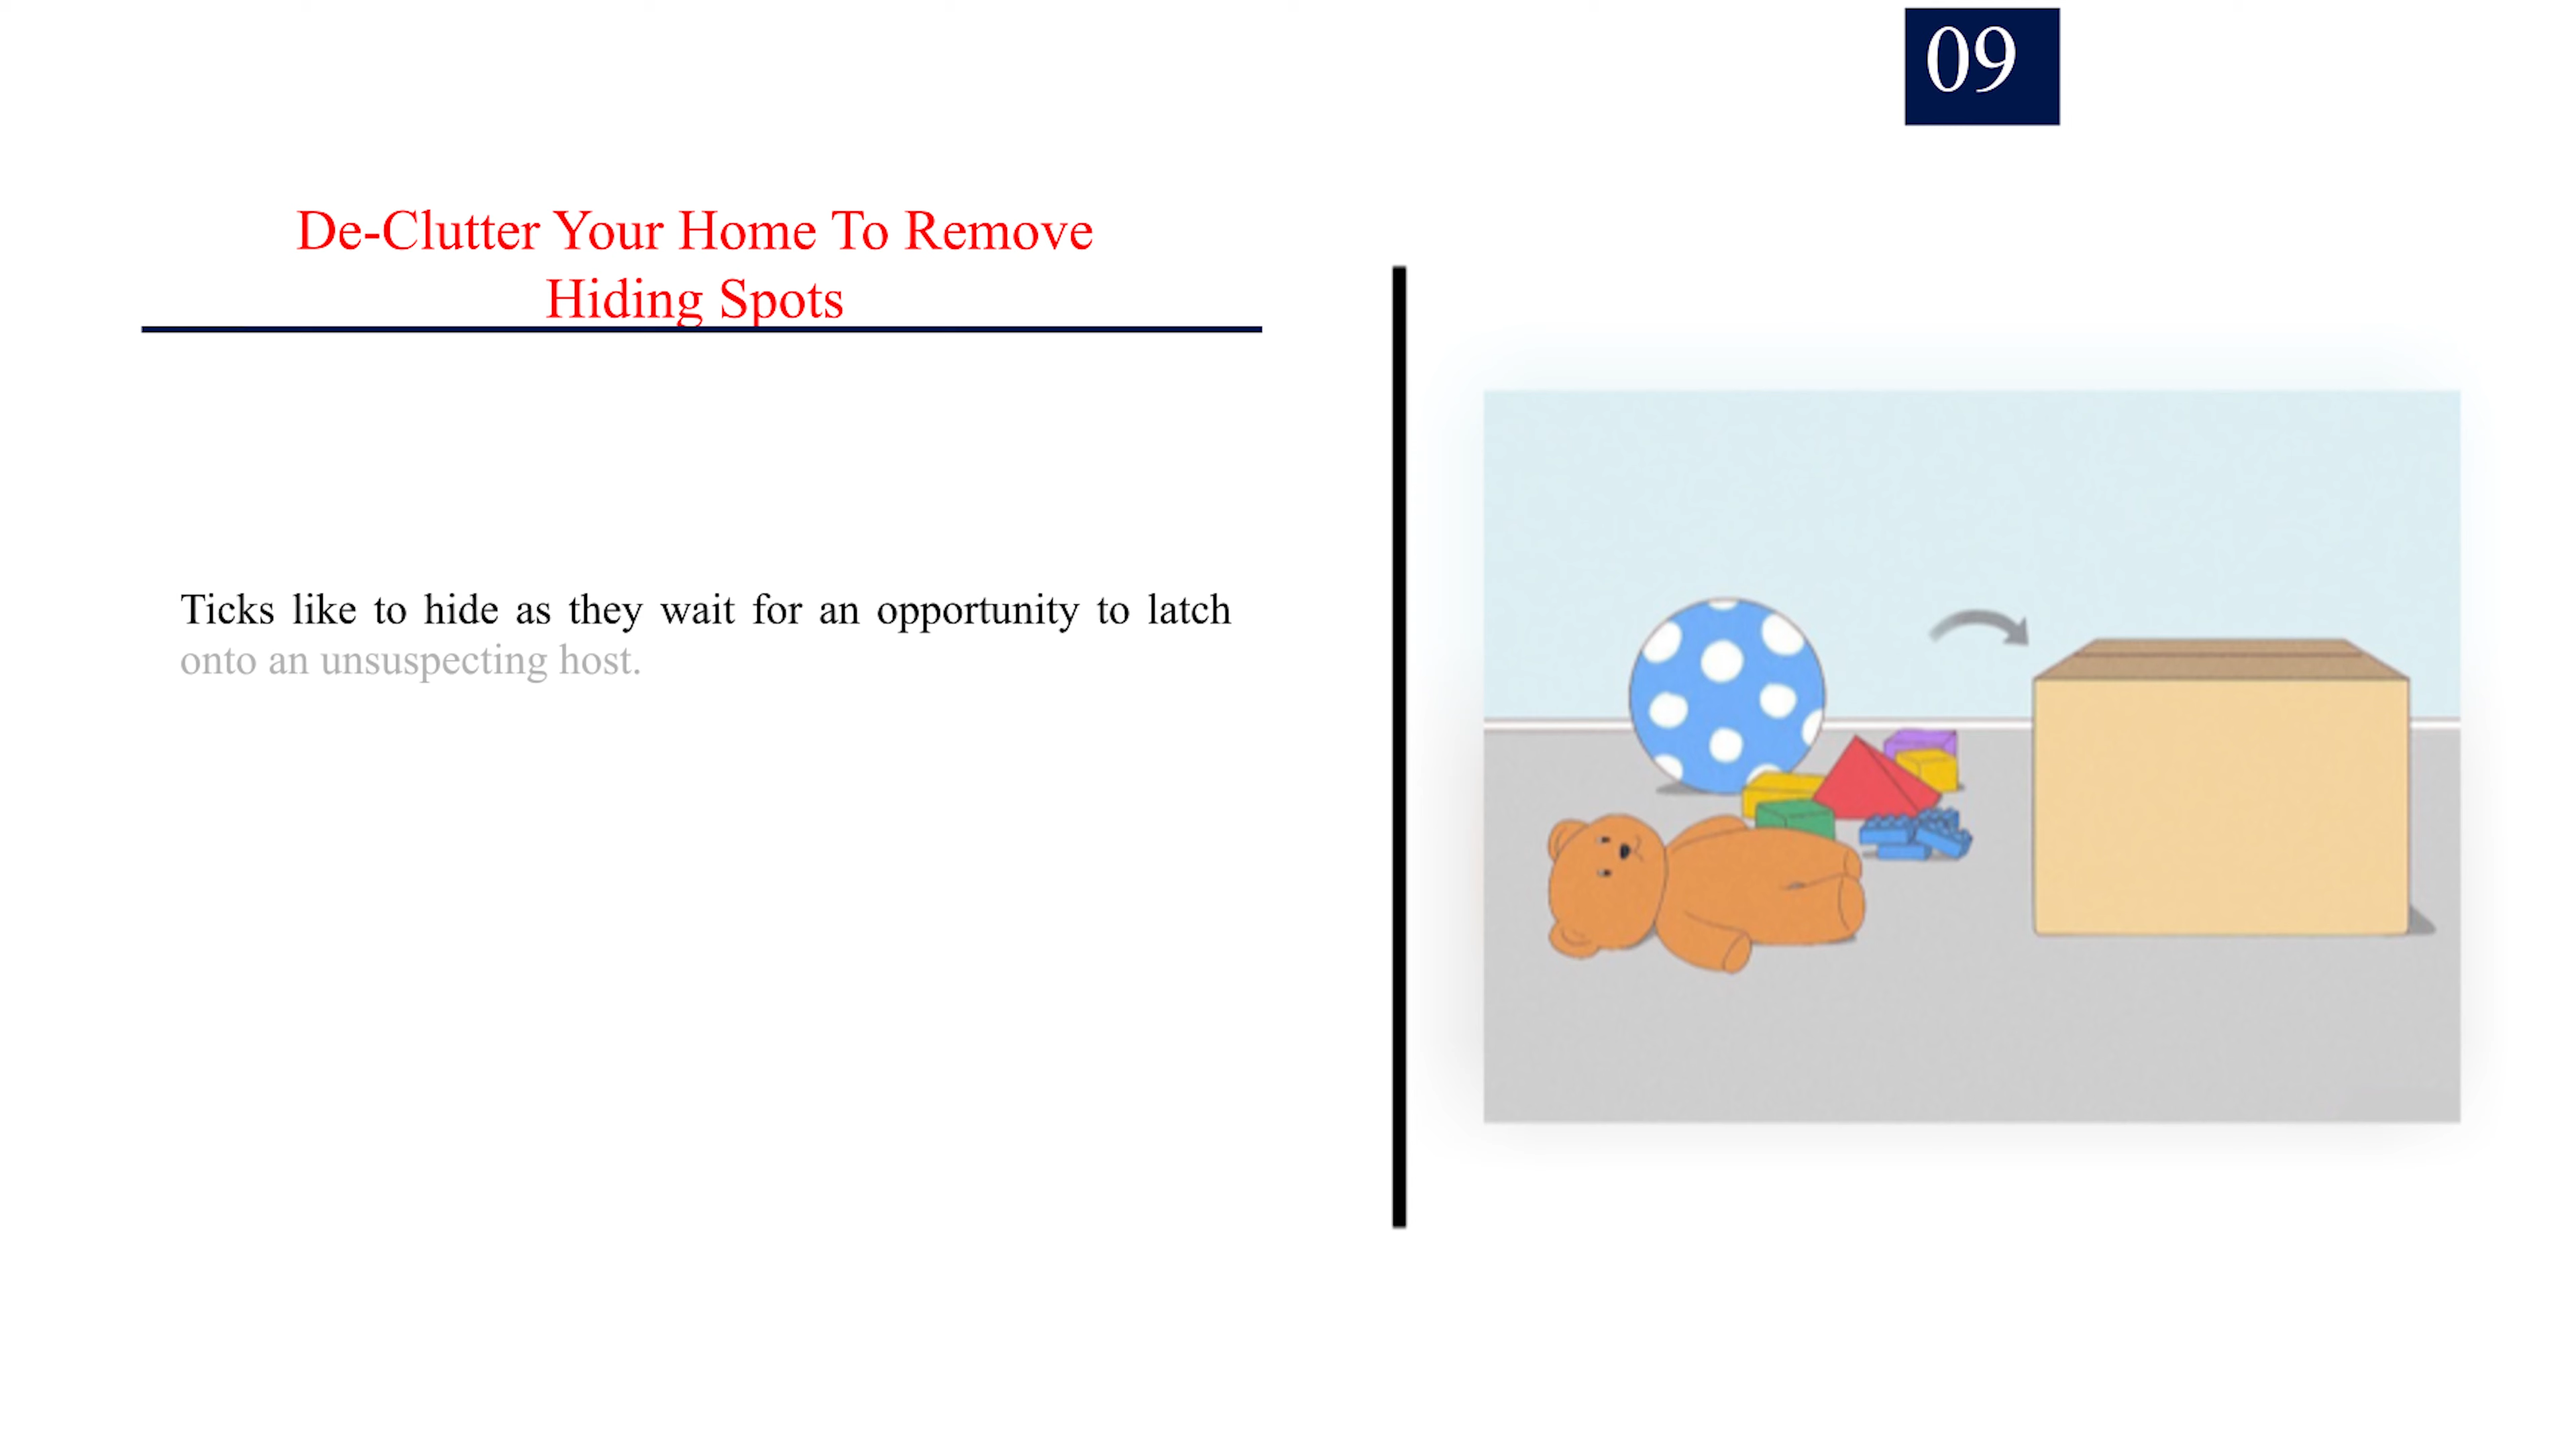 09
De-Clutter Your Home To Remove
Hiding Spots
Ticks like to hide as they wait for an opportunity to latch
onto an unsuspecting host.